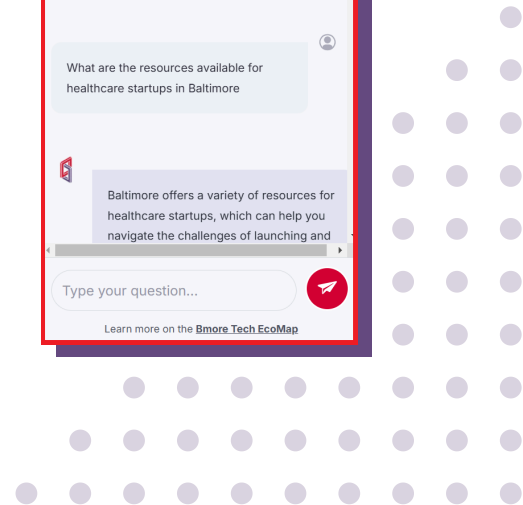 What are the resources available for
healthcare startups in Baltimore
Baltimore offers a variety of resources for
healthcare startups, which can help you
navigate the challenges of launching and
Type your question...
Learn more on the Bmore Tech EcoMap